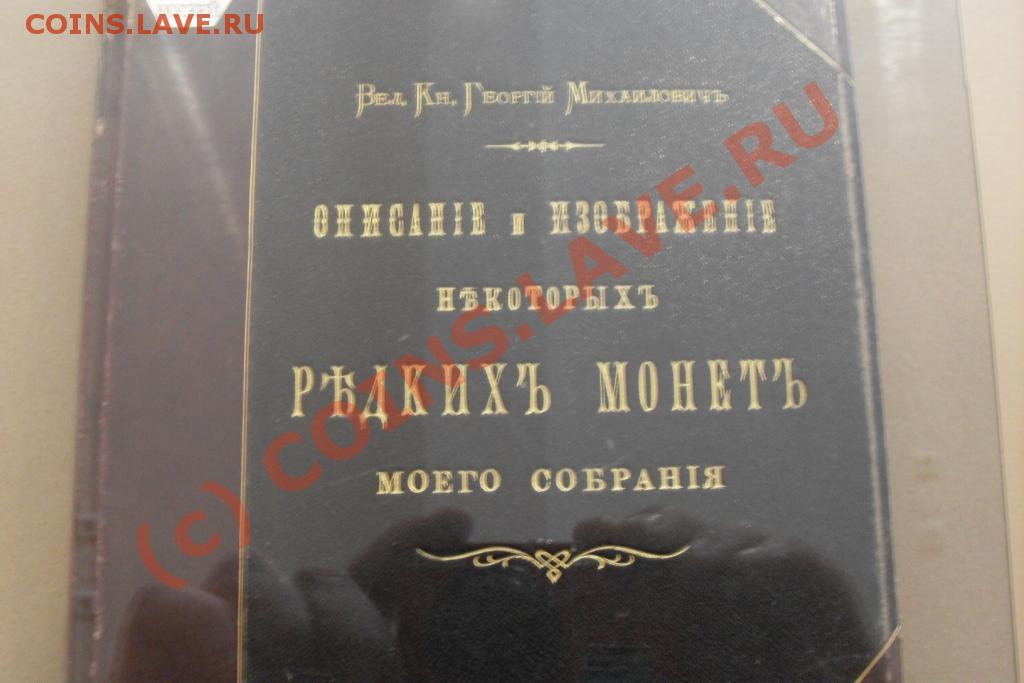 COINS.LAVE.RU
Вел. Кн. Георгій Михаиловичъ
ОПИСАНІЕ и ИЗОБРАЖЕНІЕ
НѢКОТОРЫХЪ
РѢДКИХЪ МОНЕТЪ
МОЕГО СОБРАНІЯ
(c) COINS.LAVE.RU